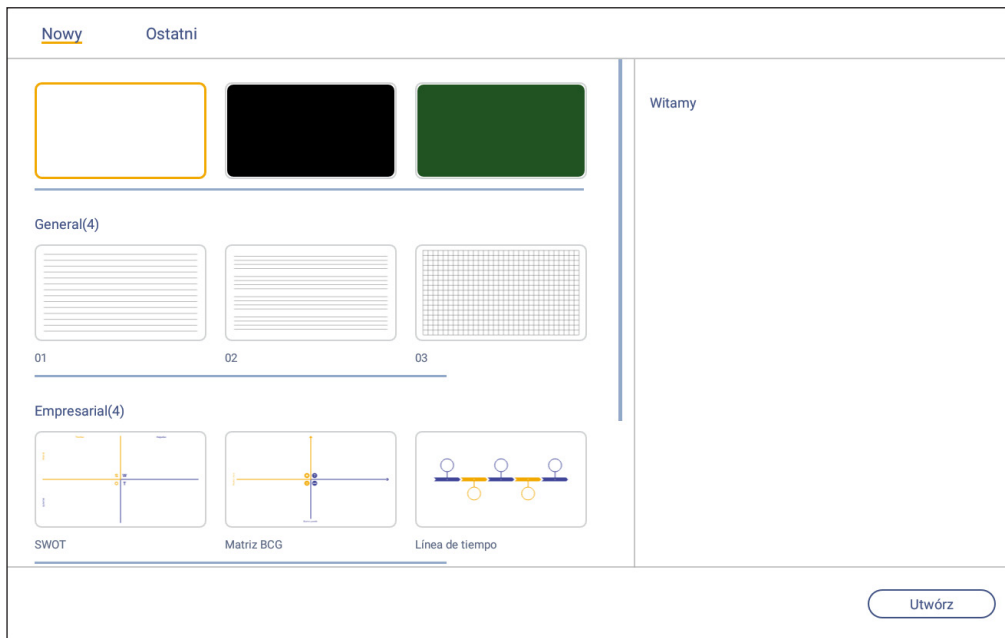 Nowy Ostatni
Witamy
General(4)
01 02 03
Empresarial(4)
SWOT Matriz BCG Línea de tiempo
Utwórz